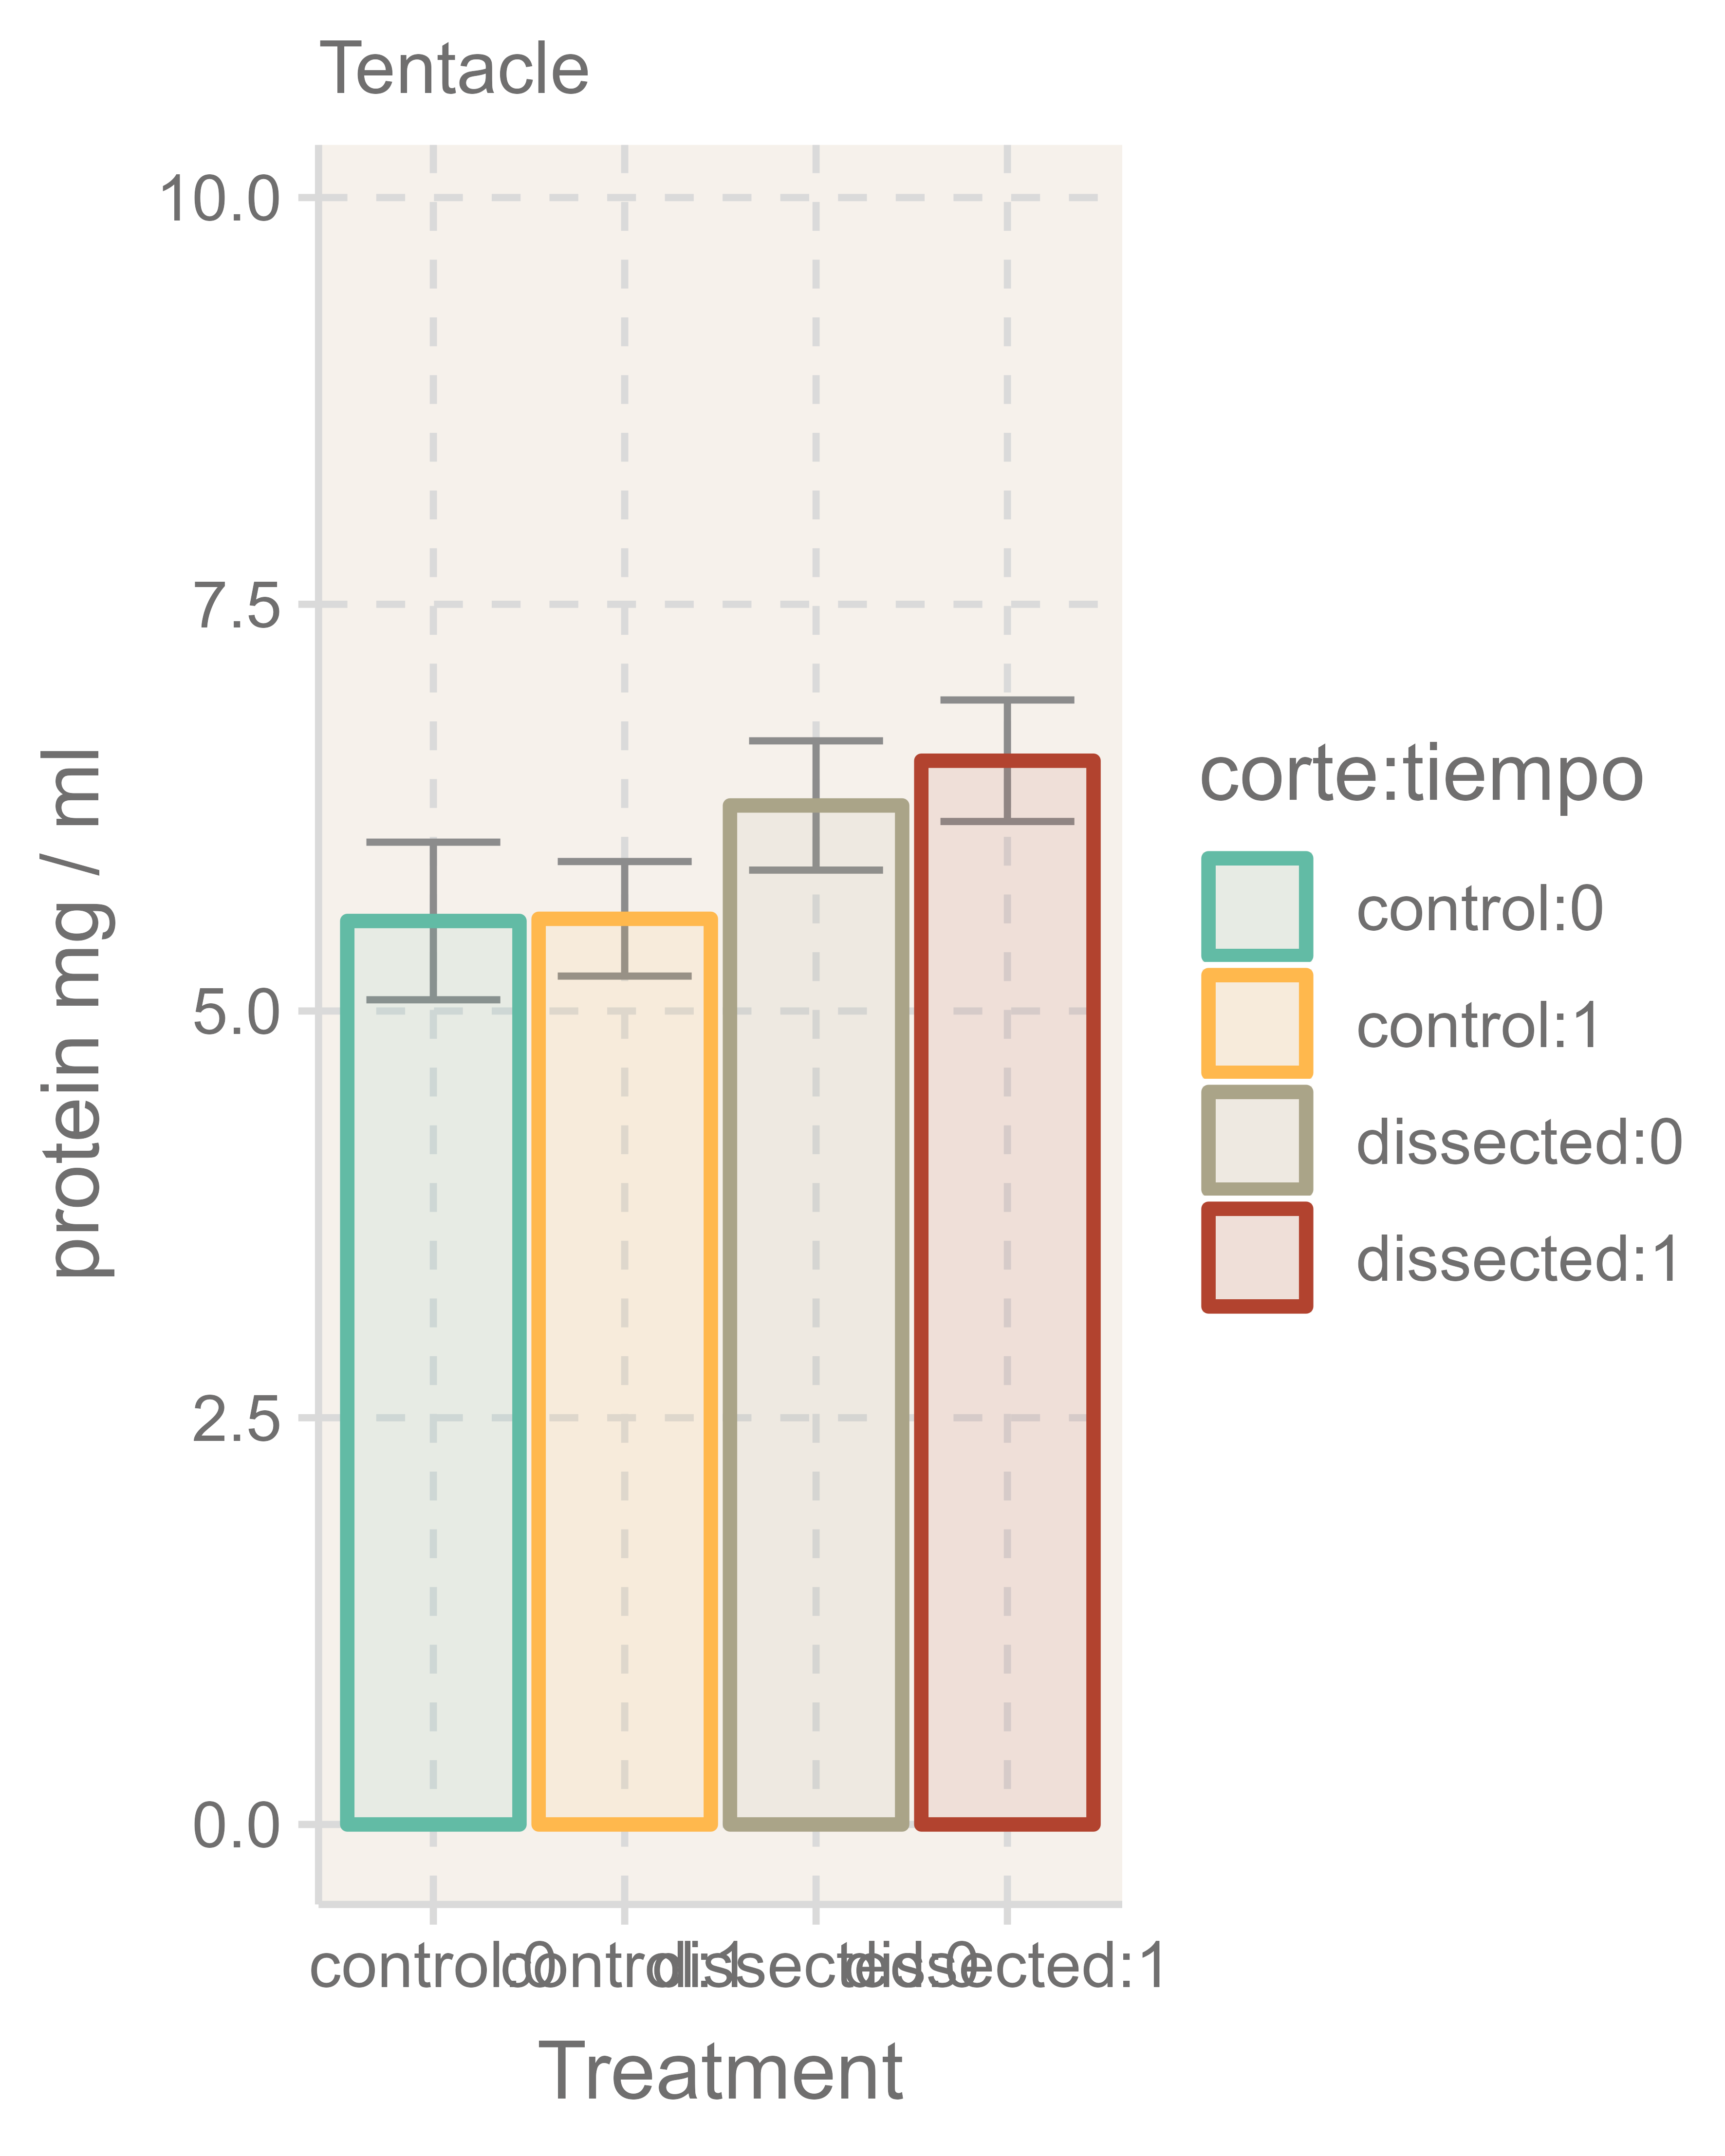 Tentacle
10.0
7.5
5.0
2.5
0.0
protein mg / ml
control:0
control:1
dissected:0
dissected:1
Treatment
corte:tiempo
control:0
control:1
dissected:0
dissected:1